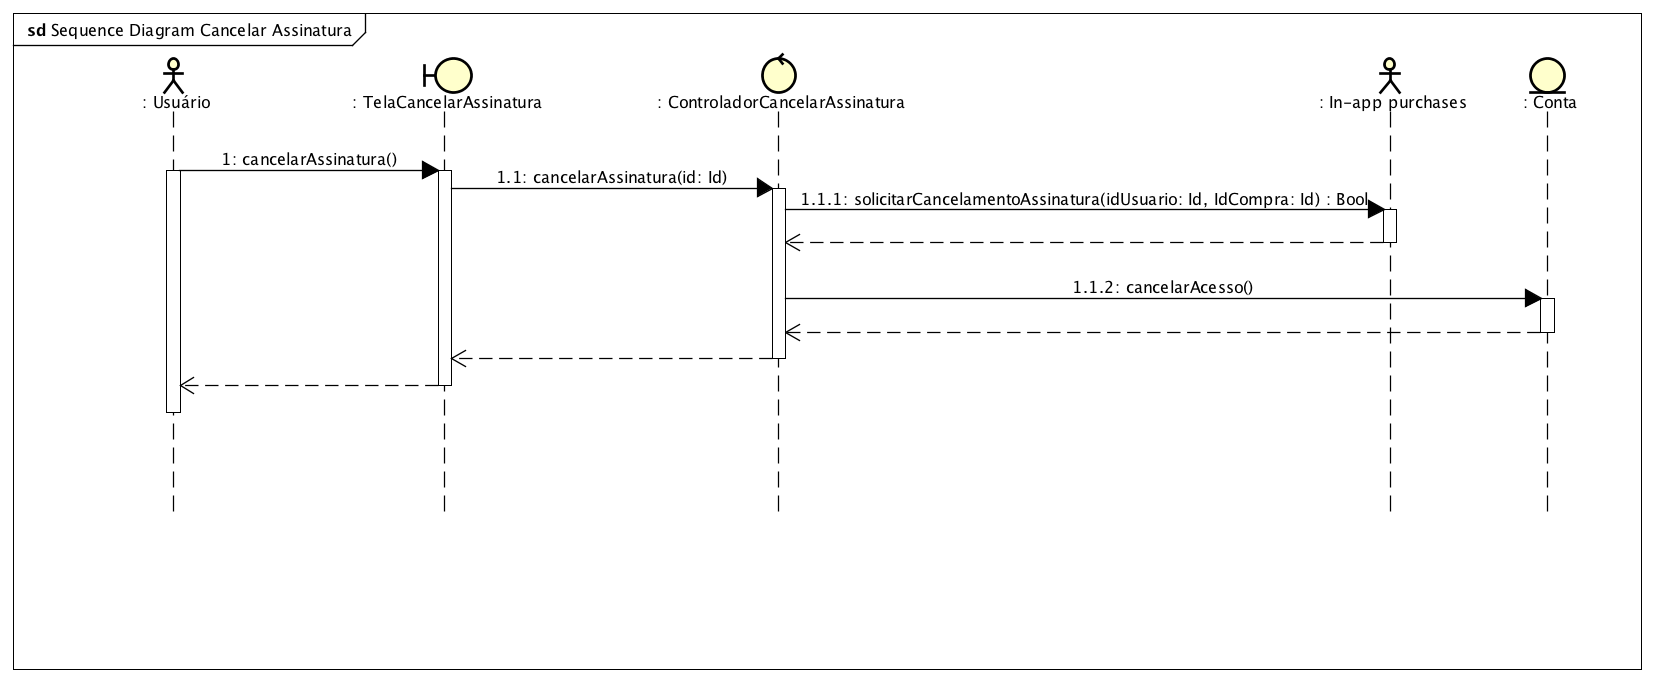 sd Sequence Diagram Cancelar Assinatura
: Usuário
: TelaCancelarAssinatura
: ControladorCancelarAssinatura
: In-app purchases
: Conta
1: cancelarAssinatura()
1.1: cancelarAssinatura(id: Id)
1.1.1: solicitarCancelamentoAssinatura(idUsuario: Id, IdCompra: Id) : Bool
1.1.2: cancelarAcesso()